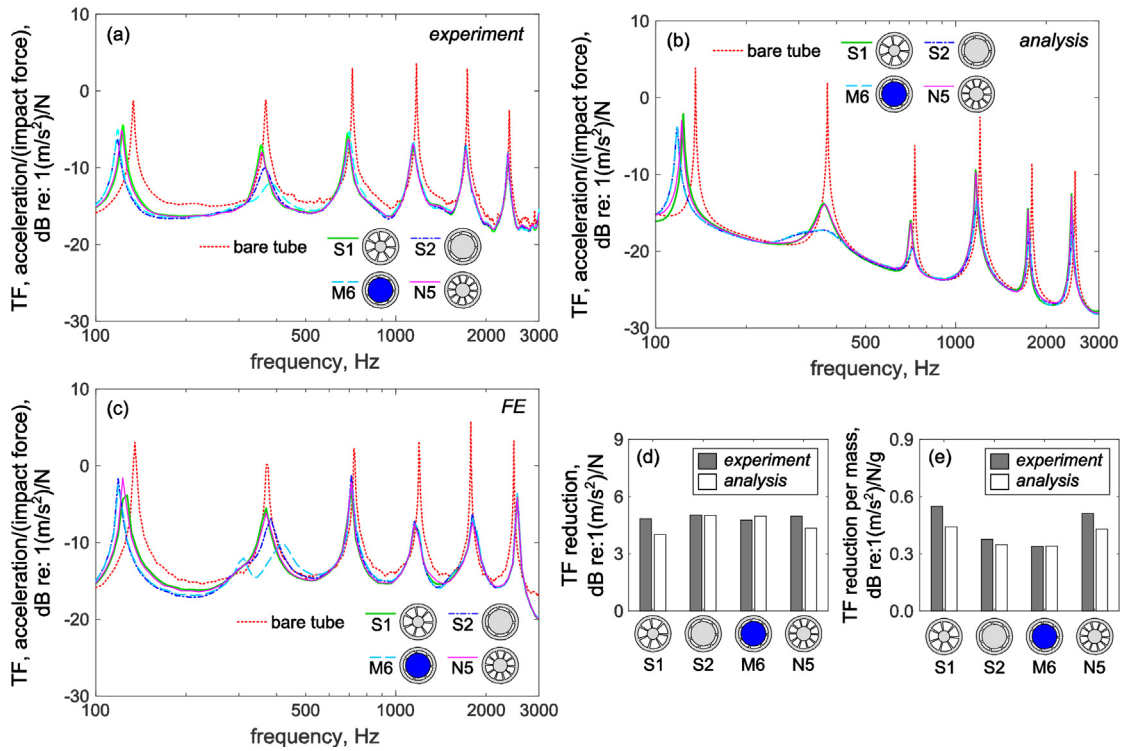 (a)
experiment
TF, acceleration/(impact force),
dB re: 1(m/s²)/N
10
0
-10
-20
-30
bare tube
S1
S2
M6
N5
100
500
1000
2000
3000
frequency, Hz
(b)
analysis
TF, acceleration/(impact force),
dB re: 1(m/s²)/N
10
0
-10
-20
-30
bare tube
S1
S2
M6
N5
100
500
1000
2000
3000
frequency, Hz
(c)
FE
TF, acceleration/(impact force),
dB re: 1(m/s²)/N
10
0
-10
-20
-30
bare tube
S1
S2
M6
N5
100
500
1000
2000
3000
frequency, Hz
(d)
experiment
analysis
TF reduction,
dB re:1(m/s²)/N
9
6
3
0
S1 S2 M6 N5
(e)
experiment
analysis
TF reduction per mass,
dB re:1(m/s²)/N/g
0.9
0.6
0.3
0.0
S1 S2 M6 N5